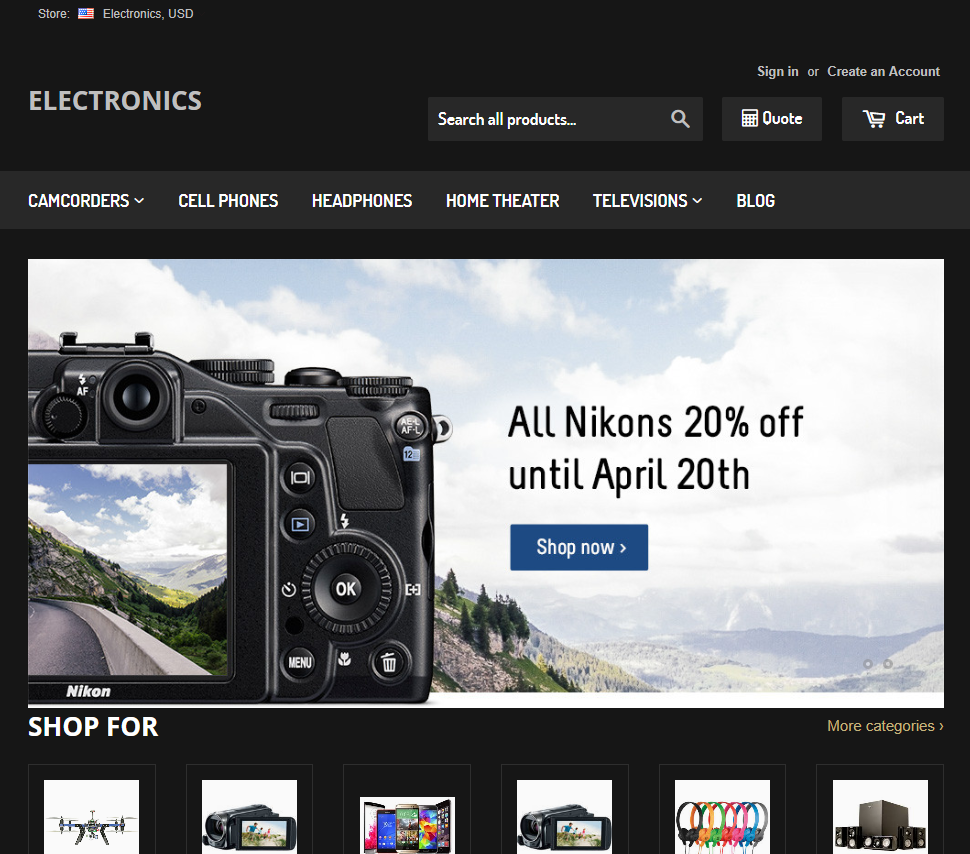 Store: Electronics, USD
Sign in or Create an Account
ELECTRONICS
Search all products...
Quote
Cart
CAMCORDERS CELL PHONES HEADPHONES HOME THEATER TELEVISIONS BLOG
AF
AE-L
AF-L
12
All Nikons 20% off
until April 20th
Shop now ›
OK
MENU
Nikon
SHOP FOR
More categories ›